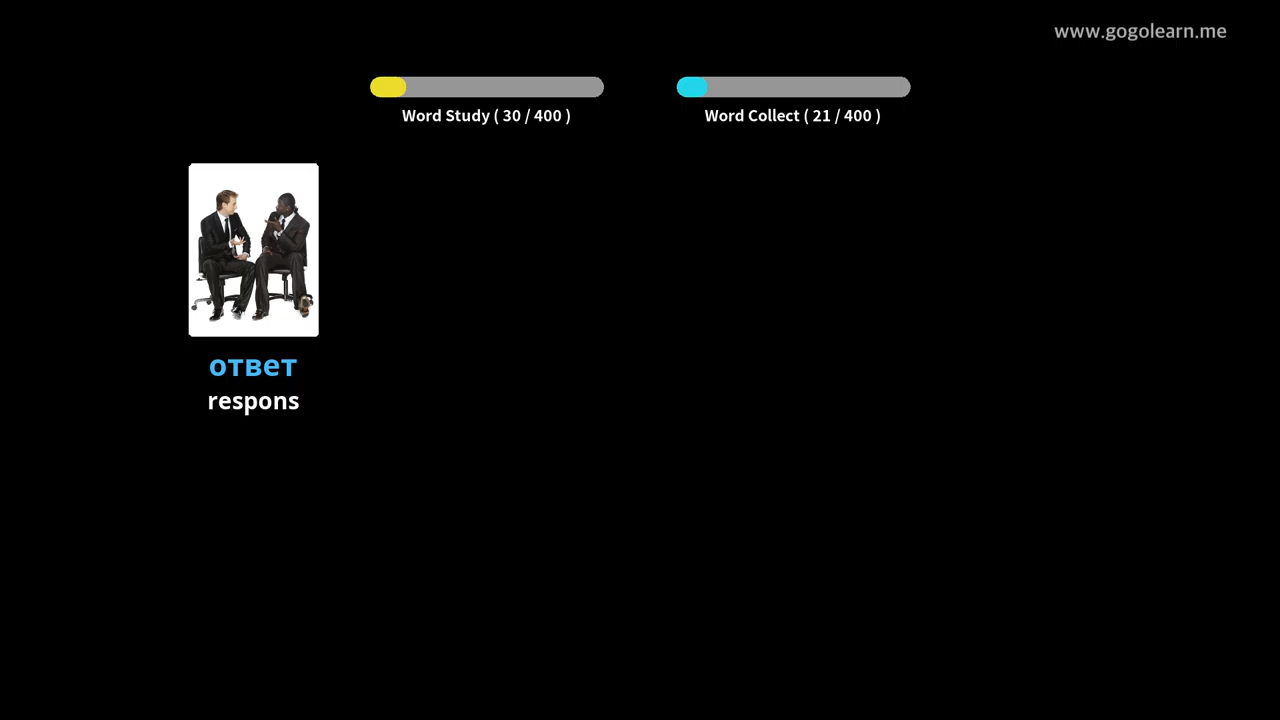 www.gogolearn.me
Word Study ( 30 / 400 )
Word Collect ( 21 / 400 )
ответ
respons